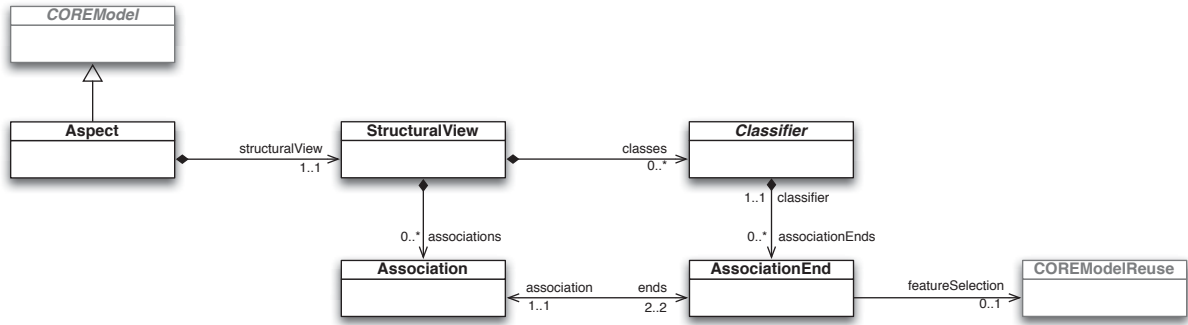 COREModel
Aspect
StructuralView
Classifier
structuralView
1..1
classes
0..*
1..1 classifier
0..* associations
0..* associationEnds
Association
AssociationEnd
COREModelReuse
association
1..1
ends
2..2
featureSelection
0..1